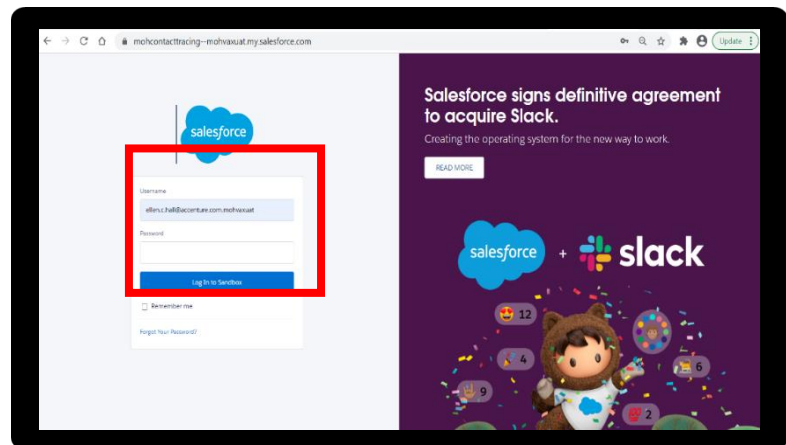 mohcontacttracing--mohvaxuat.my.salesforce.com
Update
salesforce
Username
ellen.c.hall@accenture.com.mohvaxuat
Password
Log In to Sandbox
Remember me
Forgot Your Password?
Salesforce signs definitive agreement
to acquire Slack.
Creating the operating system for the new way to work.
READ MORE
salesforce + slack
12
4
6
9
2